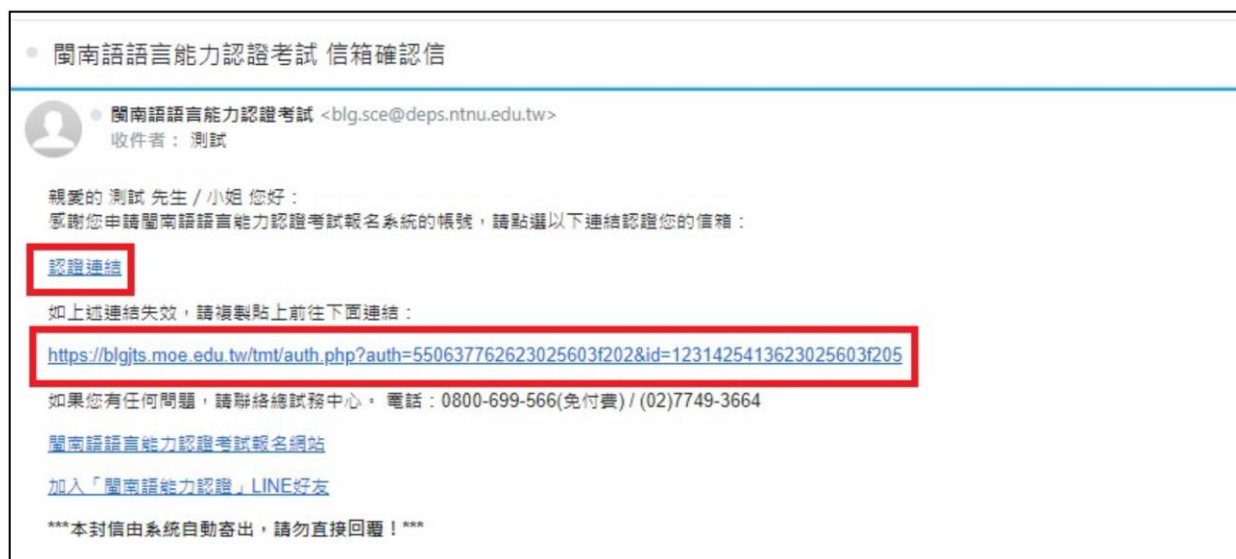 閩南語語言能力認證考試 信箱確認信
閩南語語言能力認證考試 <blg.sce@deps.ntnu.edu.tw>
收件者： 測試
親愛的 測試 先生 / 小姐 您好：
感謝您申請閩南語語言能力認證考試報名系統的帳號，請點選以下連結認證您的信箱：
認證連結
如上述連結失效，請複製貼上前往下面連結：
https://blgjts.moe.edu.tw/tmt/auth.php?auth=550637762623025603f202&id=1231425413623025603f205
如果您有任何問題，請聯絡總試務中心。 電話：0800-699-566(免付費) / (02)7749-3664
閩南語語言能力認證考試報名網站
加入「閩南語能力認證」LINE好友
***本封信由系統自動寄出，請勿直接回覆！***